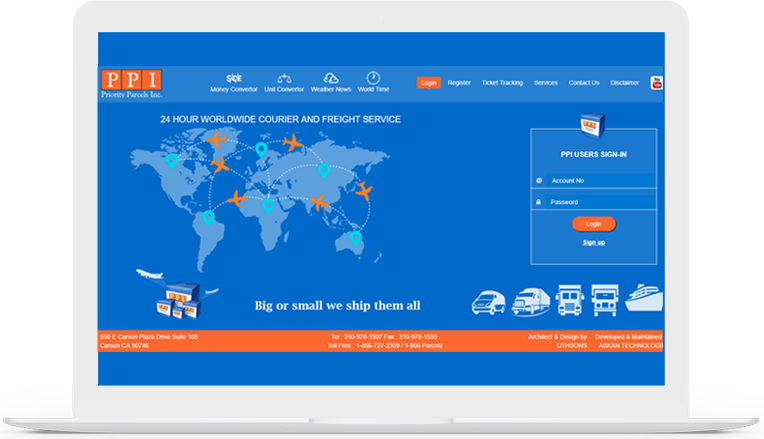 P P I
Priority Parcels Inc.
Money Convertor
Unit Convertor
Weather News
World Time
Login
Register
Ticket Tracking
Services
Contact Us
Disclaimer
You
24 HOUR WORLDWIDE COURIER AND FREIGHT SERVICE
PPI
PPI USERS SIGN-IN
Account No
Password
Login
Sign up
PPI
Big or small we ship them all
550 E Carson Plaza Drive Suite 105
Carson CA 90746
Tel : 310-978-1507 Fax : 310-978-1555
Toll Free : 1-866-727-2359 / 1-866-Parcelz
Architect & Design by
UTHSONS
Developed & Maintained
ASKAN TECHNOLOGI